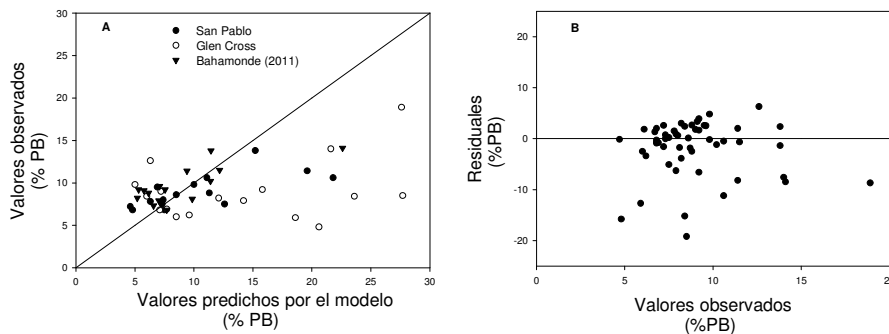 A
San Pablo
Glen Cross
Bahamonde (2011)
Valores observados
(% PB)
30
25
20
15
10
5
0
0 5 10 15 20 25 30
Valores predichos por el modelo
(% PB)
B
Residuales
(%PB)
20
10
0
-10
-20
5 10 15 20
Valores observados
(%PB)